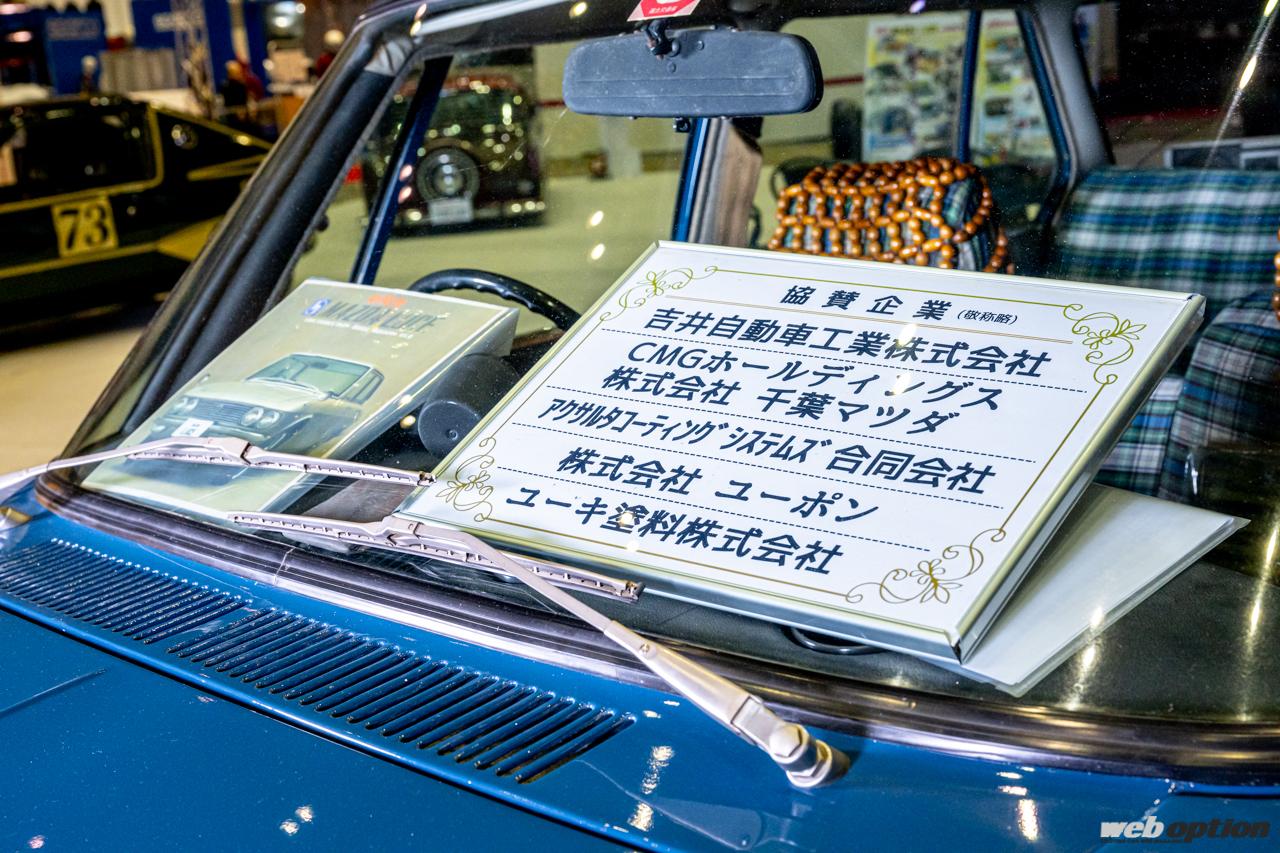 73
協賛企業 (敬称略)
吉井自動車工業株式会社
CMGホールディングス
株式会社 千葉マツダ
アクサルタコーティングシステムズ 合同会社
株式会社 ユーポン
ユーキ塗料株式会社
web option